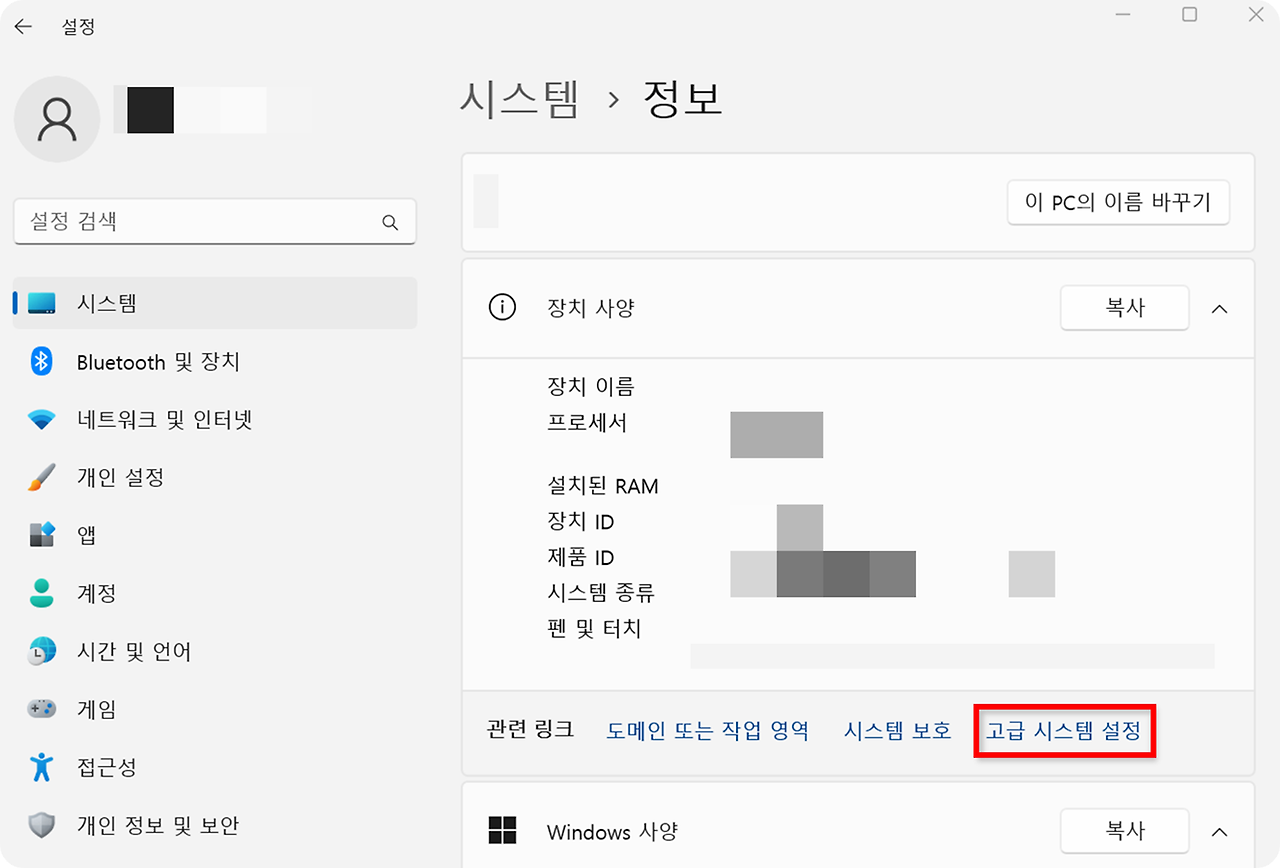 설정
시스템 > 정보
이 PC의 이름 바꾸기
설정 검색
시스템
Bluetooth 및 장치
네트워크 및 인터넷
개인 설정
앱
계정
시간 및 언어
게임
접근성
개인 정보 및 보안
장치 사양
복사
장치 이름
프로세서
설치된 RAM
장치 ID
제품 ID
시스템 종류
펜 및 터치
관련 링크 도메인 또는 작업 영역 시스템 보호 고급 시스템 설정
Windows 사양
복사